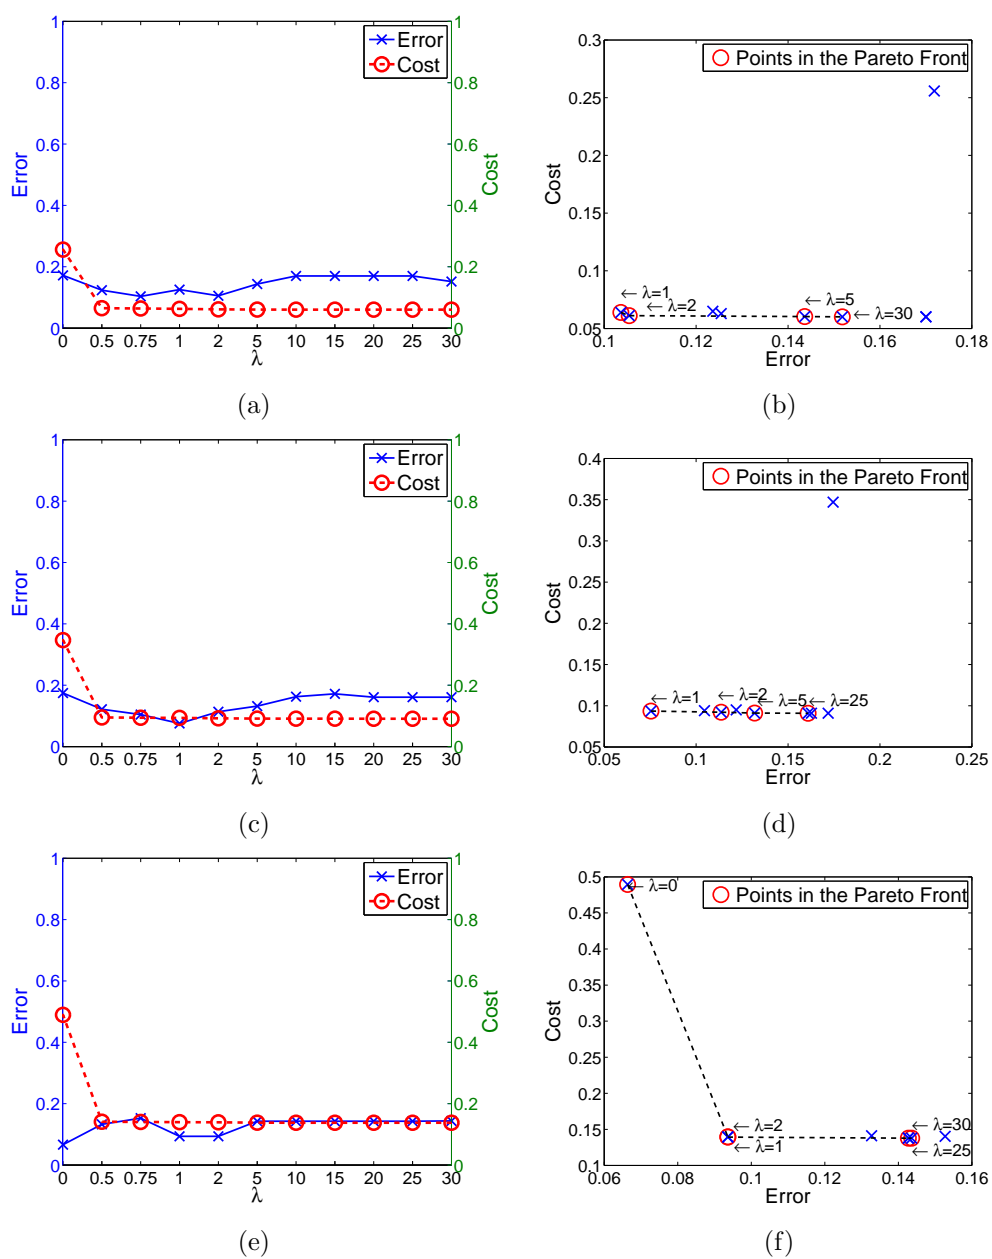 1
0.8
0.6
0.4
0.2
0
Error
1
0.8
0.6
0.4
0.2
0
Cost
Error
Cost
0 0.5 0.75 1 2 5 10 15 20 25 30
λ
(a)
0.3
0.25
0.2
0.15
0.1
0.05
Cost
Points in the Pareto Front
← λ=1
← λ=2
← λ=5
← λ=30
0.1 0.12 0.14 0.16 0.18
Error
(b)
1
0.8
0.6
0.4
0.2
0
Error
1
0.8
0.6
0.4
0.2
0
Cost
Error
Cost
0 0.5 0.75 1 2 5 10 15 20 25 30
λ
(c)
0.4
0.35
0.3
0.25
0.2
0.15
0.1
0.05
Cost
Points in the Pareto Front
← λ=1
← λ=2
← λ=5
← λ=25
0.05 0.1 0.15 0.2 0.25
Error
(d)
1
0.8
0.6
0.4
0.2
0
Error
1
0.8
0.6
0.4
0.2
0
Cost
Error
Cost
0 0.5 0.75 1 2 5 10 15 20 25 30
λ
(e)
0.5
0.45
0.4
0.35
0.3
0.25
0.2
0.15
0.1
Cost
Points in the Pareto Front
← λ=0
← λ=2
← λ=1
← λ=30
← λ=25
0.06 0.08 0.1 0.12 0.14 0.16
Error
(f)